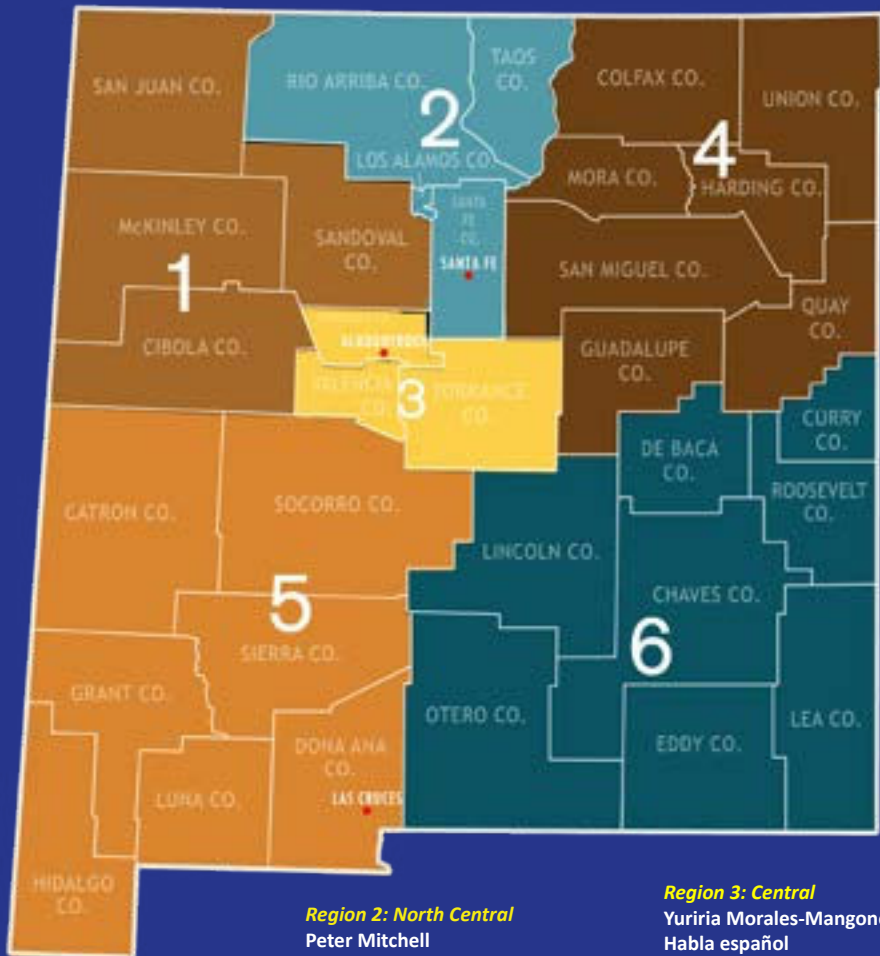 SAN JUAN CO.
RIO ARRIBA CO.
TAOS
CO.
COLFAX CO.
UNION CO.
2
4
LOS ALAMOS CO.
MORA CO.
HARDING CO.
McKINLEY CO.
SANDOVAL
CO.
SANTA
FE
CO.
SANTA FE
SAN MIGUEL CO.
1
QUAY
CO.
CIBOLA CO.
ALBUQUERQUE
GUADALUPE
CO.
VALENCIA
CO.
3
TORRANCE
CO.
CURRY
CO.
DE BACA
CO.
ROOSEVELT
CO.
CATRON CO.
SOCORRO CO.
LINCOLN CO.
5
CHAVES CO.
6
SIERRA CO.
GRANT CO.
OTERO CO.
LEA CO.
EDDY CO.
DONA ANA
CO.
LUNA CO.
LAS CRUCES
HIDALGO
CO.
Region 2: North Central
Peter Mitchell
Region 3: Central
Yuriria Morales-Mangone
Habla español